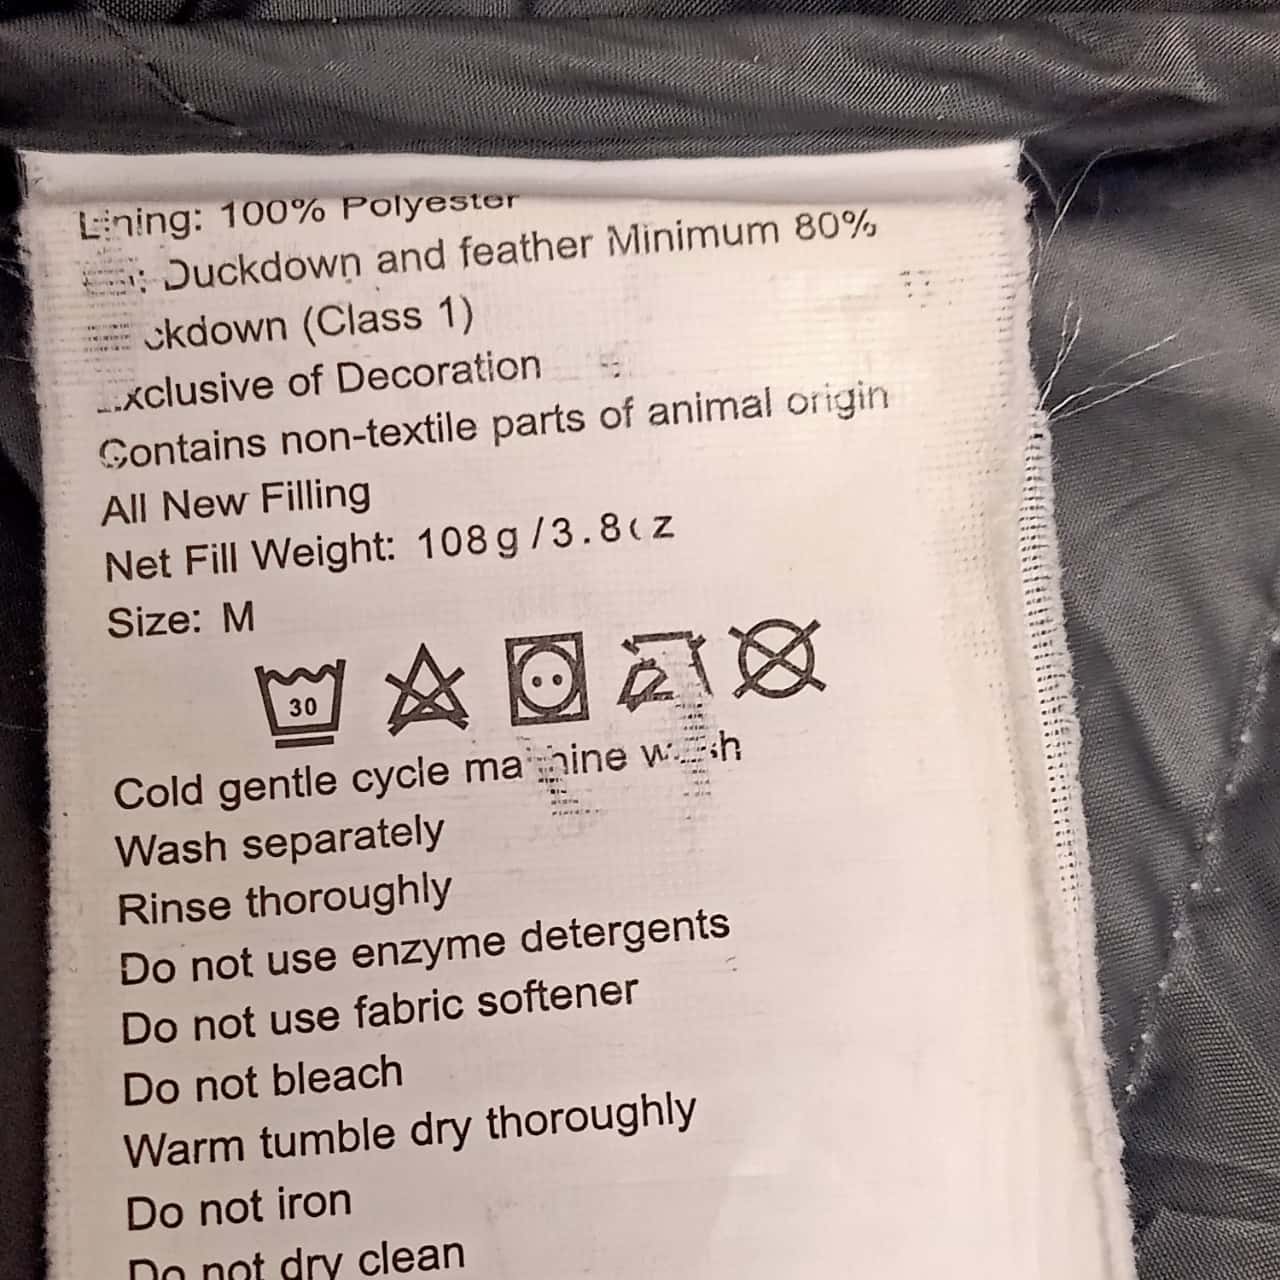 Lining: 100% Polyester
Duckdown and feather Minimum 80%
(Class 1)
Exclusive of Decoration
Contains non-textile parts of animal origin
All New Filling
Net Fill Weight: 108g/3.8oz
Size: M
30
Cold gentle cycle machine wash
Wash separately
Rinse thoroughly
Do not use enzyme detergents
Do not use fabric softener
Do not bleach
Warm tumble dry thoroughly
Do not iron
Do not dry clean